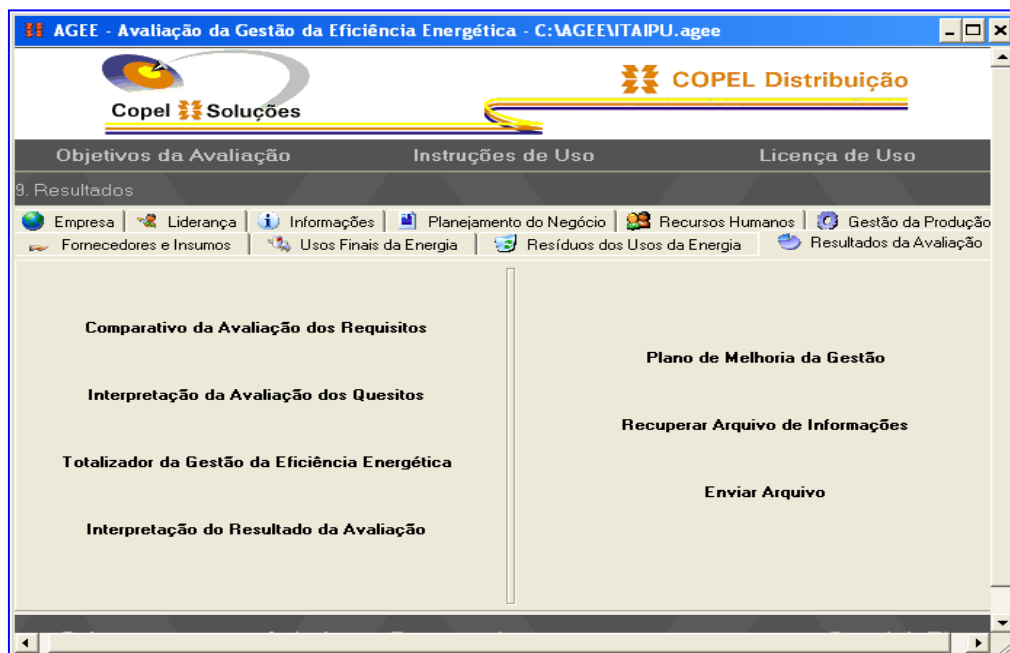 AGEE - Avaliação da Gestão da Eficiência Energética - C:\AGEE\ITAIPU.agee
Copel Soluções
COPEL Distribuição
Objetivos da Avaliação Instruções de Uso Licença de Uso
9. Resultados
Empresa Liderança Informações Planejamento do Negócio Recursos Humanos Gestão da Produção
Fornecedores e Insumos Usos Finais da Energia Resíduos dos Usos da Energia Resultados da Avaliação
Comparativo da Avaliação dos Requisitos
Interpretação da Avaliação dos Quesitos
Totalizador da Gestão da Eficiência Energética
Interpretação do Resultado da Avaliação
Plano de Melhoria da Gestão
Recuperar Arquivo de Informações
Enviar Arquivo